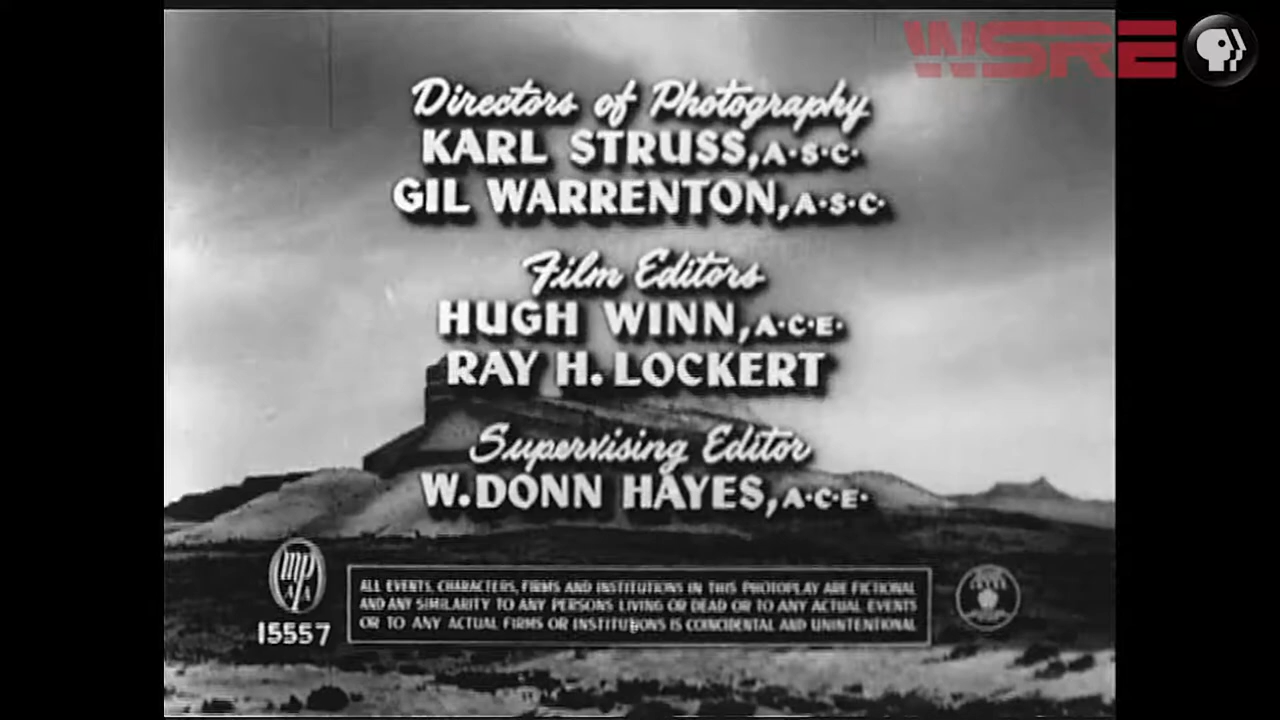 WSRE
Directors of Photography
KARL STRUSS, A·S·C·
GIL WARRENTON, A·S·C·
Film Editors
HUGH WINN, A·C·E·
RAY H. LOCKERT
Supervising Editor
W. DONN HAYES, A·C·E·
MPAA
15557
ALL EVENTS, CHARACTERS, FIRMS AND INSTITUTIONS IN THIS PHOTOPLAY ARE FICTIONAL
AND ANY SIMILARITY TO ANY PERSONS LIVING OR DEAD OR TO ANY ACTUAL EVENTS
OR TO ANY ACTUAL FIRMS OR INSTITUTIONS IS COINCIDENTAL AND UNINTENTIONAL